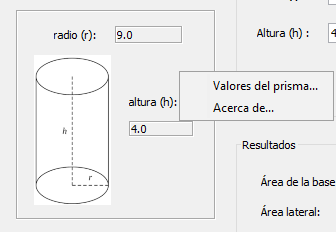 radio (r): 9.0
Altura (h) : 4
Valores del prisma...
altura (h):
Acerca de...
4.0
h
Resultados
r
Área de la base
Área lateral: